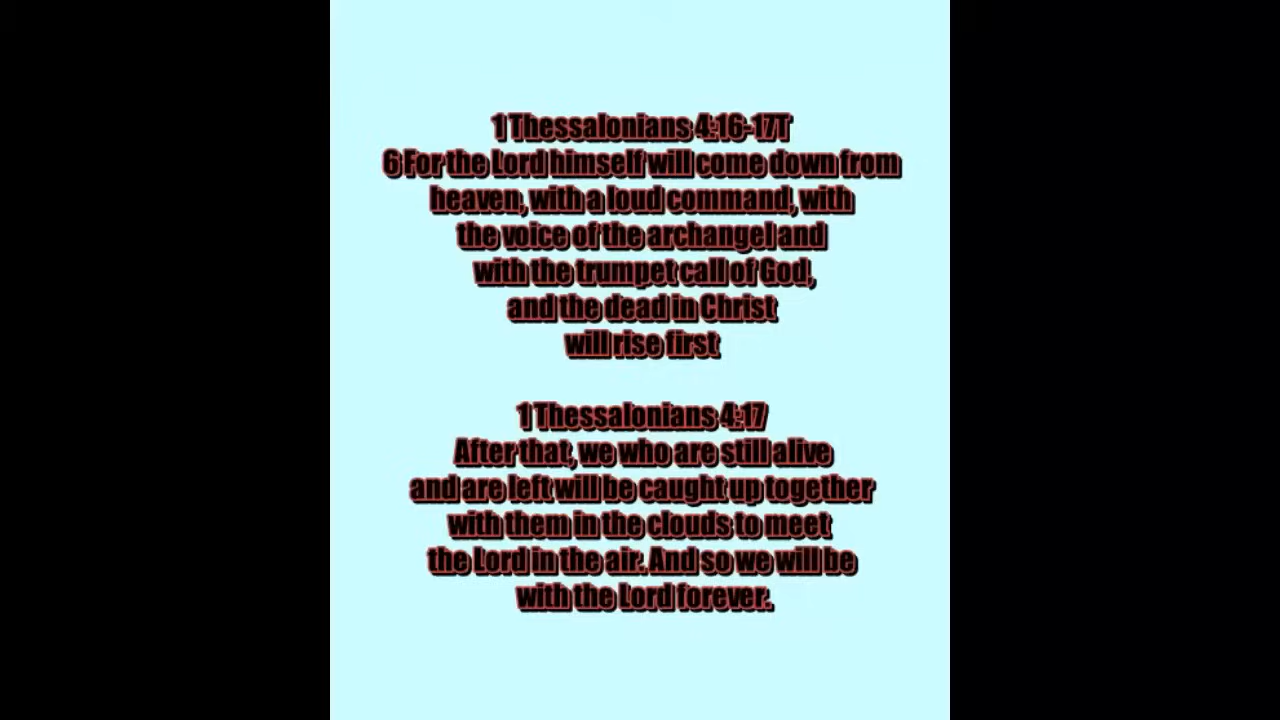 1 Thessalonians 4:16-17T
6 For the Lord himself will come down from
heaven, with a loud command, with
the voice of the archangel and
with the trumpet call of God,
and the dead in Christ
will rise first
1 Thessalonians 4:17
After that, we who are still alive
and are left will be caught up together
with them in the clouds to meet
the Lord in the air. And so we will be
with the Lord forever.